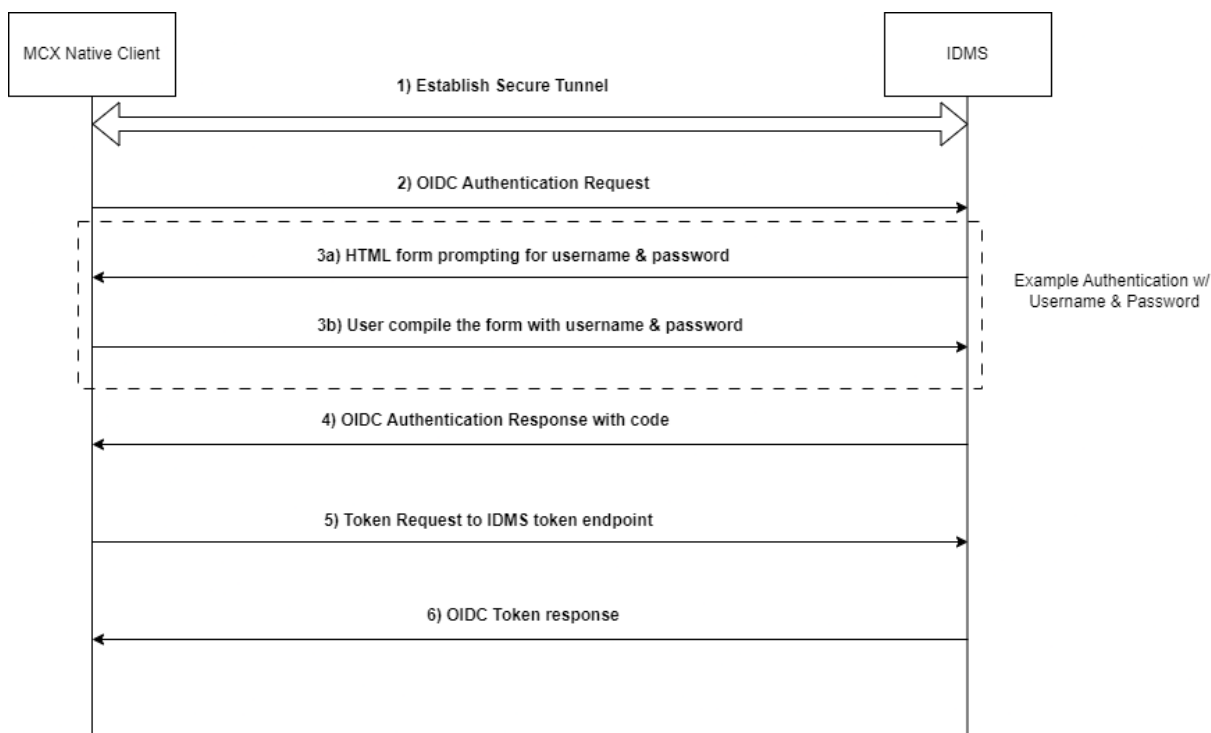 MCX Native Client
IDMS
1) Establish Secure Tunnel
2) OIDC Authentication Request
3a) HTML form prompting for username & password
Example Authentication w/
Username & Password
3b) User compile the form with username & password
4) OIDC Authentication Response with code
5) Token Request to IDMS token endpoint
6) OIDC Token response